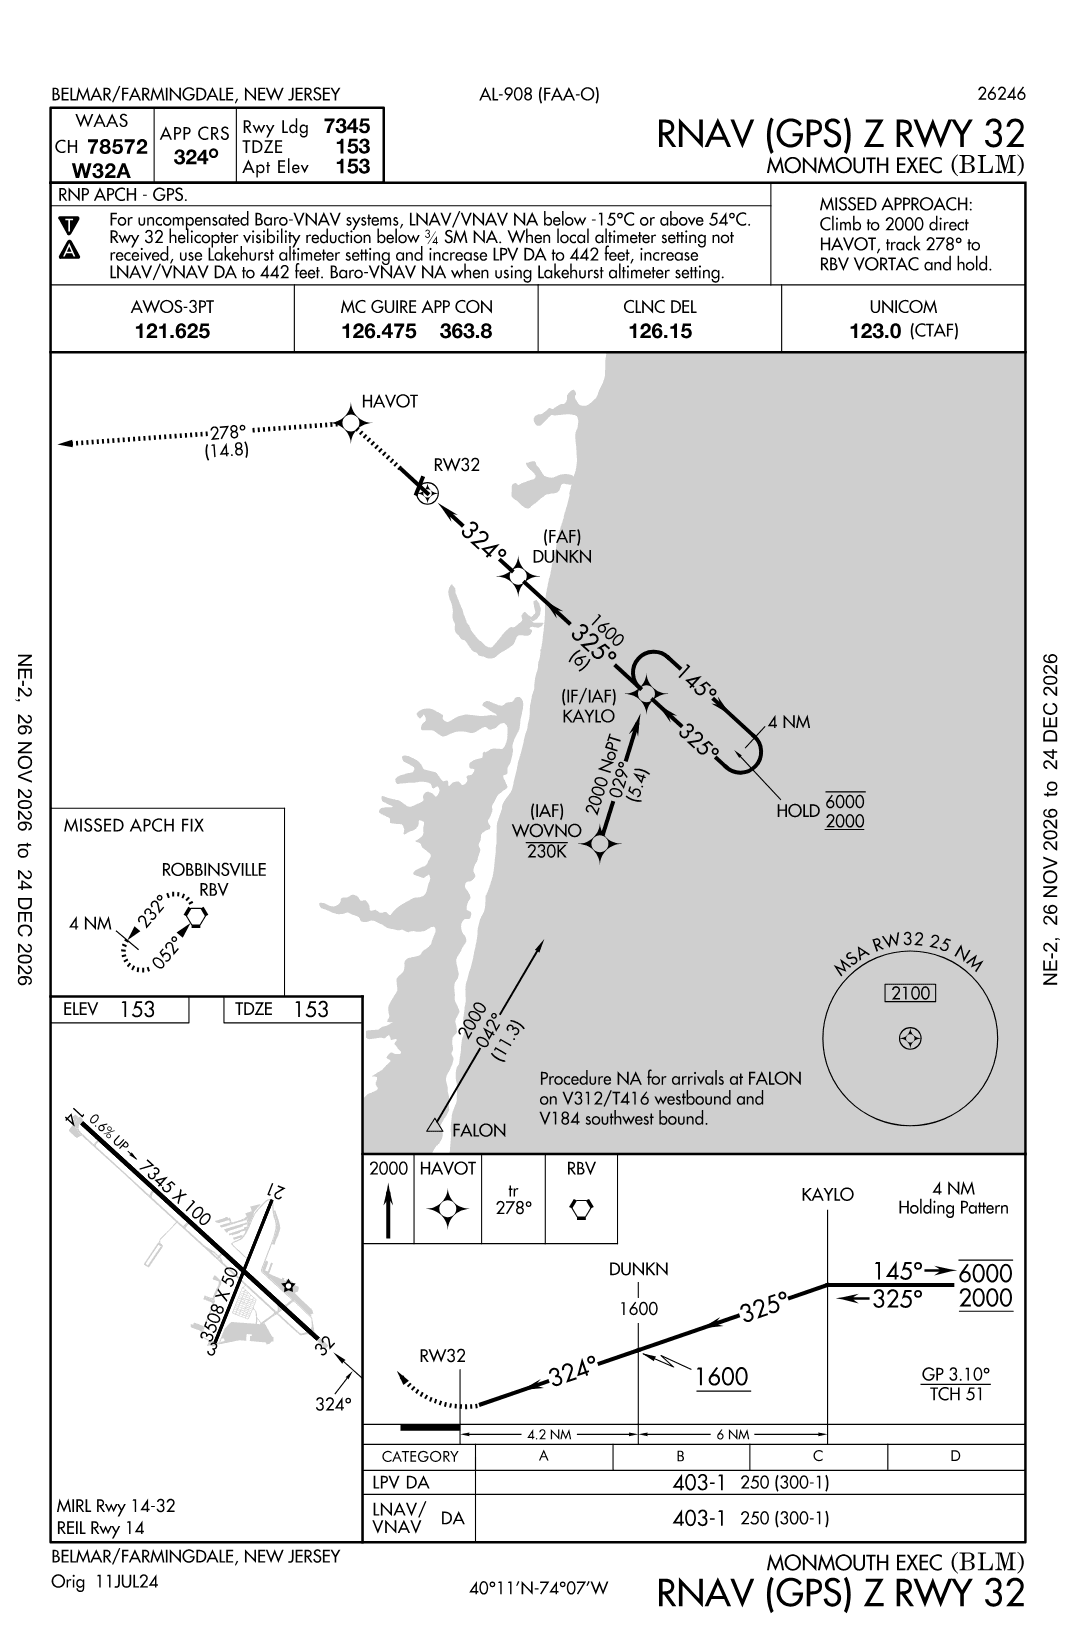 BELMAR/FARMINGDALE, NEW JERSEY
AL-908 (FAA-O)
26246
WAAS
CH 78572
W32A
APP CRS
324°
Rwy Ldg 7345
TDZE 153
Apt Elev 153
RNAV (GPS) Z RWY 32
MONMOUTH EXEC (BLM)
RNP APCH - GPS.
T
A
For uncompensated Baro-VNAV systems, LNAV/VNAV NA below -15°C or above 54°C.
Rwy 32 helicopter visibility reduction below ¾ SM NA. When local altimeter setting not
received, use Lakehurst altimeter setting and increase LPV DA to 442 feet, increase
LNAV/VNAV DA to 442 feet. Baro-VNAV NA when using Lakehurst altimeter setting.
MISSED APPROACH:
Climb to 2000 direct
HAVOT, track 278° to
RBV VORTAC and hold.
AWOS-3PT
121.625
MC GUIRE APP CON
126.475 363.8
CLNC DEL
126.15
UNICOM
123.0 (CTAF)
HAVOT
278°
(14.8)
RW32
324°
(FAF)
DUNKN
1600
325°
(6)
(IF/IAF)
KAYLO
145°
325°
4 NM
HOLD 6000
2000
2000 NoPT
029°
(5.4)
(IAF)
WOVNO
230K
MISSED APCH FIX
ROBBINSVILLE
RBV
4 NM
232°
052°
MSA RW32 25 NM
2100
2000
042°
(11.3)
FALON
Procedure NA for arrivals at FALON
on V312/T416 westbound and
V184 southwest bound.
NE-2, 26 NOV 2026 to 24 DEC 2026
NE-2, 26 NOV 2026 to 24 DEC 2026
ELEV 153
TDZE 153
14
0.6% UP
7345 X 100
21
3508 X 50
3
32
324°
MIRL Rwy 14-32
REIL Rwy 14
2000
HAVOT
tr
278°
RBV
KAYLO
4 NM
Holding Pattern
145° 6000
325° 2000
DUNKN
1600
325°
324°
1600
RW32
GP 3.10°
TCH 51
4.2 NM
6 NM
CATEGORY A B C D
LPV DA 403-1 250 (300-1)
LNAV/
VNAV DA 403-1 250 (300-1)
BELMAR/FARMINGDALE, NEW JERSEY
Orig 11JUL24
40°11'N-74°07'W
MONMOUTH EXEC (BLM)
RNAV (GPS) Z RWY 32